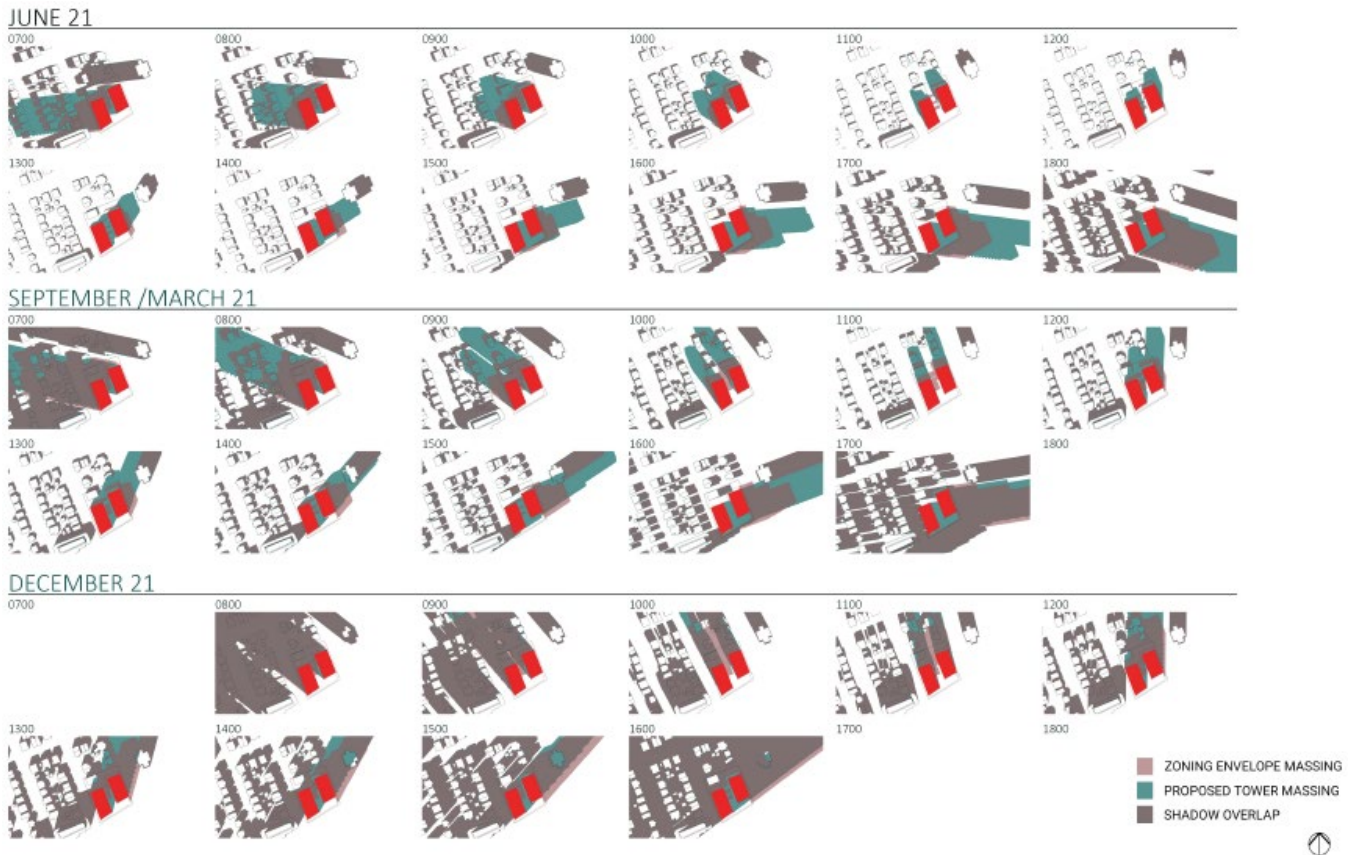 JUNE 21
0700 0800 0900 1000 1100 1200
1300 1400 1500 1600 1700 1800
SEPTEMBER /MARCH 21
0700 0800 0900 1000 1100 1200
1300 1400 1500 1600 1700 1800
DECEMBER 21
0700 0800 0900 1000 1100 1200
1300 1400 1500 1600 1700 1800
ZONING ENVELOPE MASSING
PROPOSED TOWER MASSING
SHADOW OVERLAP